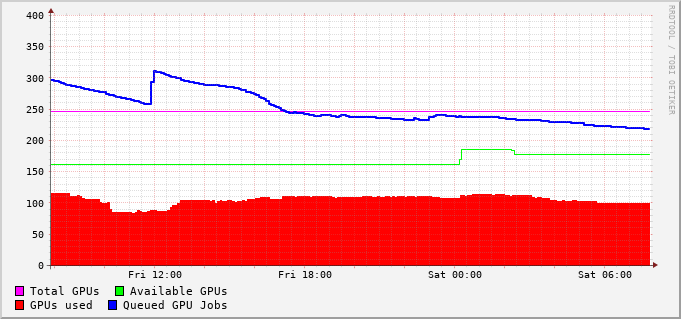 400
350
300
250
200
150
100
50
0
Fri 12:00 Fri 18:00 Sat 00:00 Sat 06:00
Total GPUs Available GPUs
GPUs used Queued GPU Jobs
RRDTOOL / TOBI OETIKER